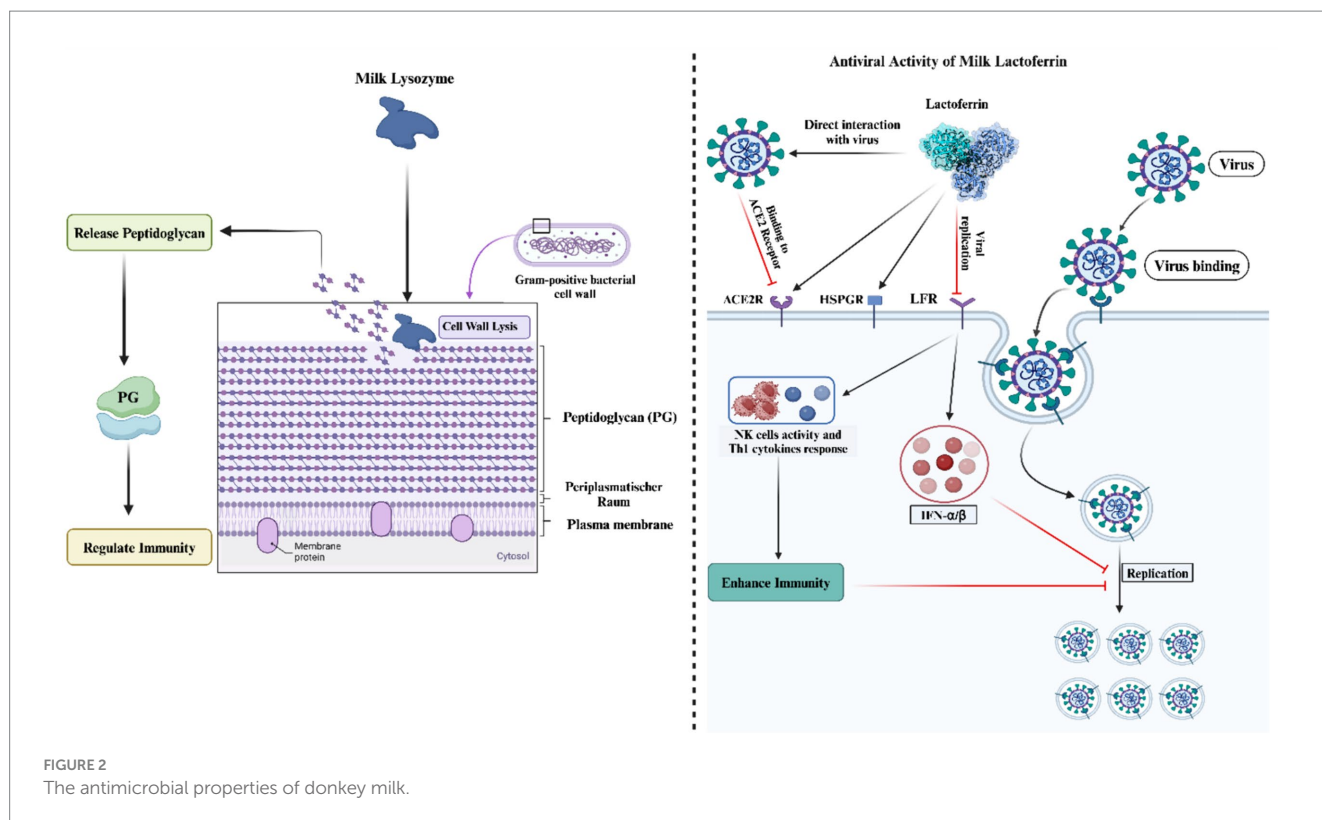 Milk Lysozyme
Release Peptidoglycan
Gram-positive bacterial
cell wall
Cell Wall Lysis
PG
Peptidoglycan (PG)
Periplasmatischer
Raum
Plasma membrane
Membrane
protein
Cytosol
Regulate Immunity
Antiviral Activity of Milk Lactoferrin
Lactoferrin
Direct interaction
with virus
Virus
Binding to
ACE2 Receptor
Viral
replication
Virus binding
ACE2R
HSPGR
LFR
NK cells activity and
Th1 cytokines response
IFN-α/β
Enhance Immunity
Replication
FIGURE 2
The antimicrobial properties of donkey milk.